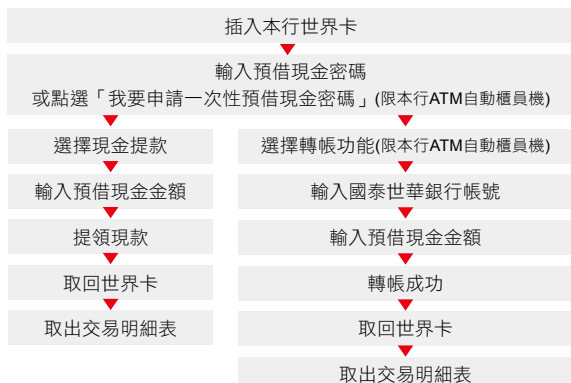 插入本行世界卡
輸入預借現金密碼
或點選「我要申請一次性預借現金密碼」(限本行ATM自動櫃員機)
選擇現金提款
輸入預借現金金額
提領現款
取回世界卡
取出交易明細表
選擇轉帳功能(限本行ATM自動櫃員機)
輸入國泰世華銀行帳號
輸入預借現金金額
轉帳成功
取回世界卡
取出交易明細表